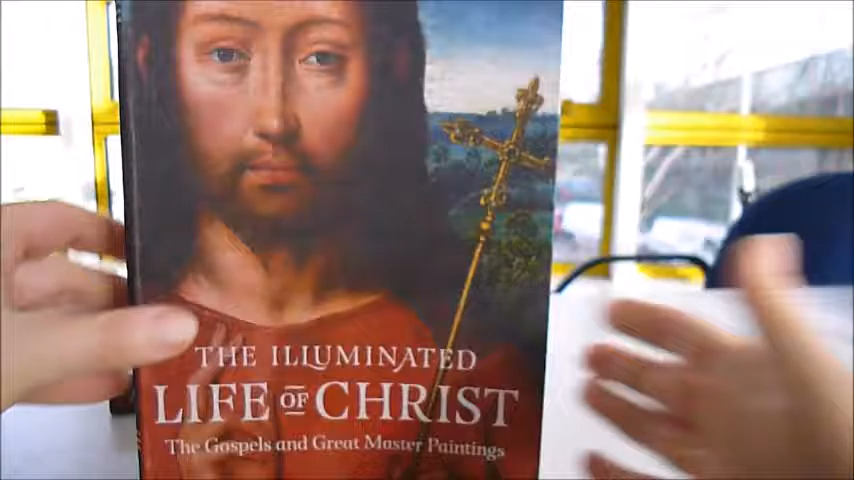 THE ILLUMINATED
LIFE OF CHRIST
The Gospels and Great Master Paintings